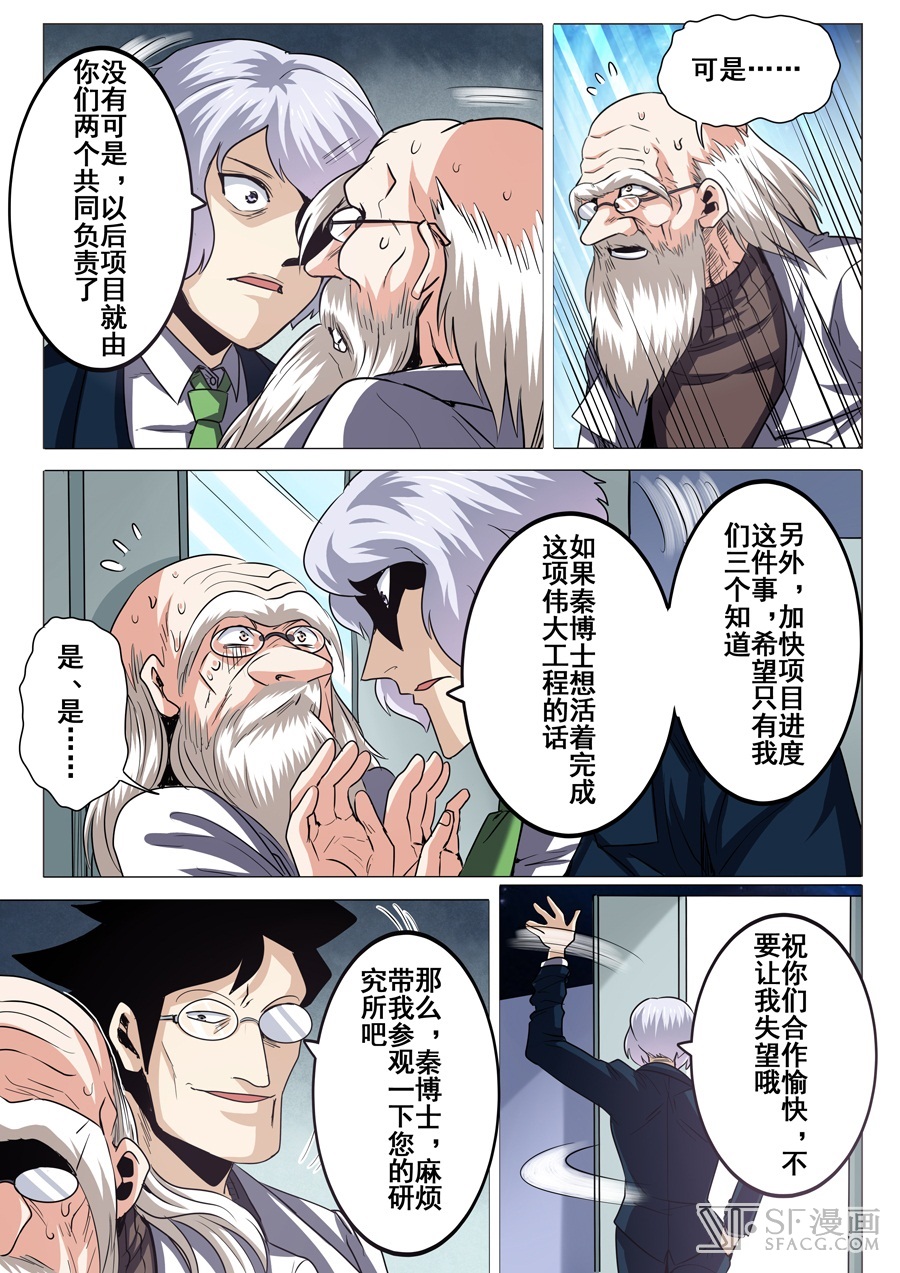 可是……
没有可是，以后项目就由
你们两个共同负责了
另外，加快项目进度
这件事，希望只有我
们三个知道
如果秦博士想活着完成
这项伟大工程的话
是、是……
祝你们合作愉快，不
要让我失望哦
那么，秦博士，麻烦
带我参观一下您的研
究所吧
SF漫画
SFACG.COM